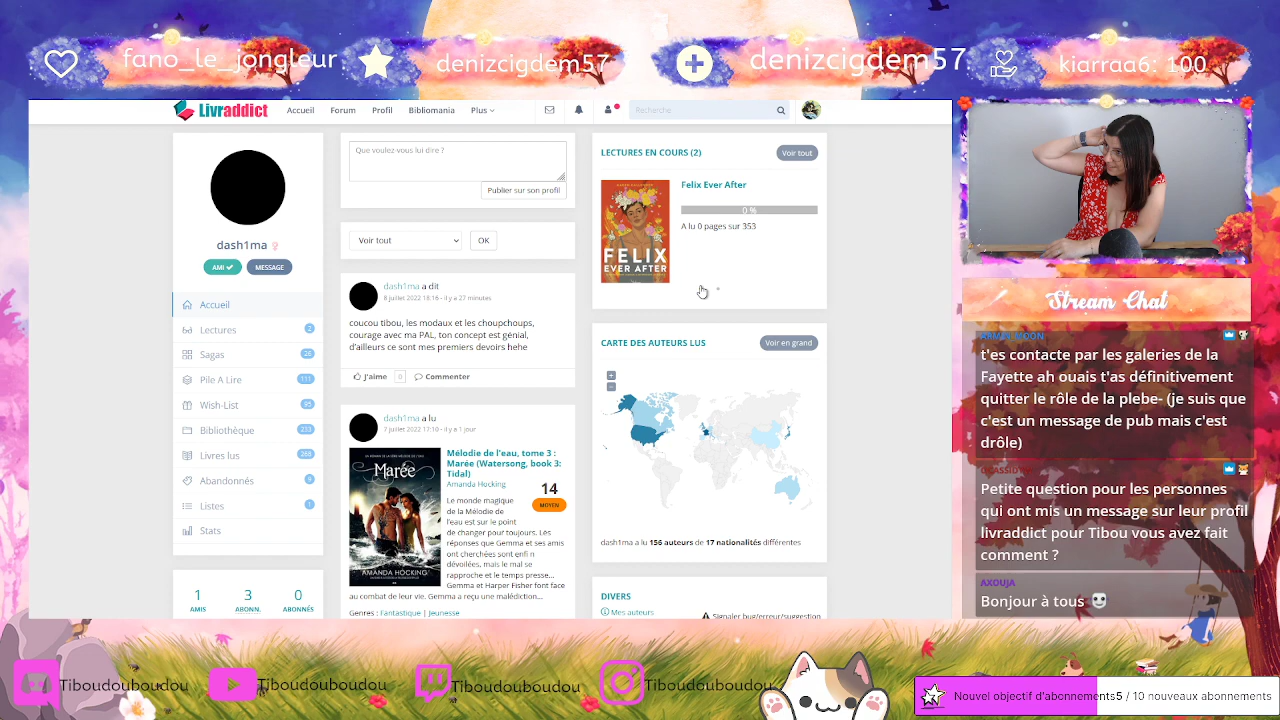 fano_le_jongleur
denizcigdem57
denizcigdem57.
kiarraa6: 100
Livraddict
Accueil
Forum
Profil
Bibliomania
Plus
Recherche
dash1ma
AMI
MESSAGE
Accueil
Lectures 2
Sagas 26
Pile A Lire 111
Wish-List 95
Bibliothèque 233
Livres lus 288
Abandonnés 9
Listes 1
Stats
1 3 0
AMIS ABONN. ABONNÉS
Que voulez-vous lui dire ?
Publier sur son profil
Voir tout
OK
dash1ma a dit
8 juillet 2022 18:16 - il y a 27 minutes
coucou tibou, les modaux et les choupchoups,
courage avec ma PAL, ton concept est génial,
d'ailleurs ce sont mes premiers devoirs hehe
J'aime 0 Commenter
dash1ma a lu
7 juillet 2022 17:10 - il y a 1 jour
Marée
AMANDA HOCKING
Mélodie de l'eau, tome 3 :
Marée (Watersong, book 3:
Tidal)
Amanda Hocking
14
MOYEN
Le monde magique
de la Mélodie de
l'eau est sur le point
de changer pour toujours. Lès
réponses que Gemma et ses amis
ont cherchées sont enfi n
dévoilées, mais le mal se
rapproche et le temps presse...
Gemma et Harper Fisher font face
au combat de leur vie. Gemma a reçu une malédiction...
Genres : Fantastique | Jeunesse
LECTURES EN COURS (2)
Voir tout
FELIX
EVER AFTER
Felix Ever After
0 %
A lu 0 pages sur 353
CARTE DES AUTEURS LUS
Voir en grand
+
−
dash1ma a lu 156 auteurs de 17 nationalités différentes
DIVERS
Mes auteurs
Signaler bug/erreur/suggestion
Stream Chat
t'es contacte par les galeries de la
Fayette ah ouais t'as définitivement
quitter le rôle de la plebe- (je suis que
c'est un message de pub mais c'est
drôle)
Petite question pour les personnes
qui ont mis un message sur leur profil
livraddict pour Tibou vous avez fait
comment ?
AXOUJA
Bonjour à tous
Tiboudouboudou
Tiboudouboudou
Tiboudouboudou
Tiboudouboudou
Nouvel objectif d'abonnements 5 / 10 nouveaux abonnements